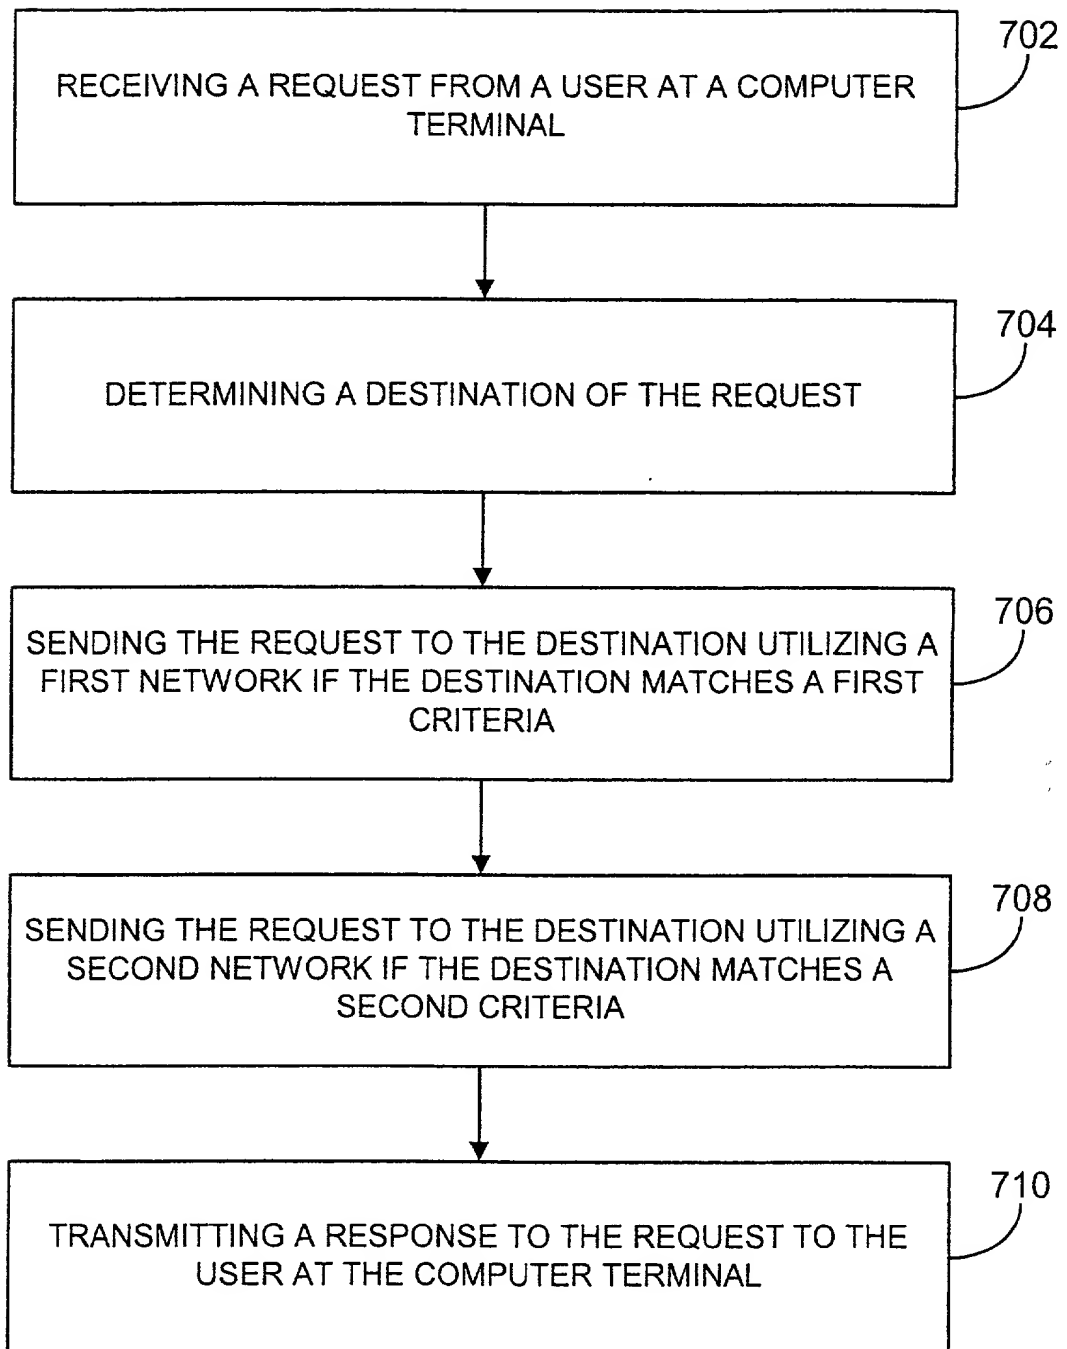 702
RECEIVING A REQUEST FROM A USER AT A COMPUTER
TERMINAL
704
DETERMINING A DESTINATION OF THE REQUEST
706
SENDING THE REQUEST TO THE DESTINATION UTILIZING A
FIRST NETWORK IF THE DESTINATION MATCHES A FIRST
CRITERIA
708
SENDING THE REQUEST TO THE DESTINATION UTILIZING A
SECOND NETWORK IF THE DESTINATION MATCHES A
SECOND CRITERIA
710
TRANSMITTING A RESPONSE TO THE REQUEST TO THE
USER AT THE COMPUTER TERMINAL